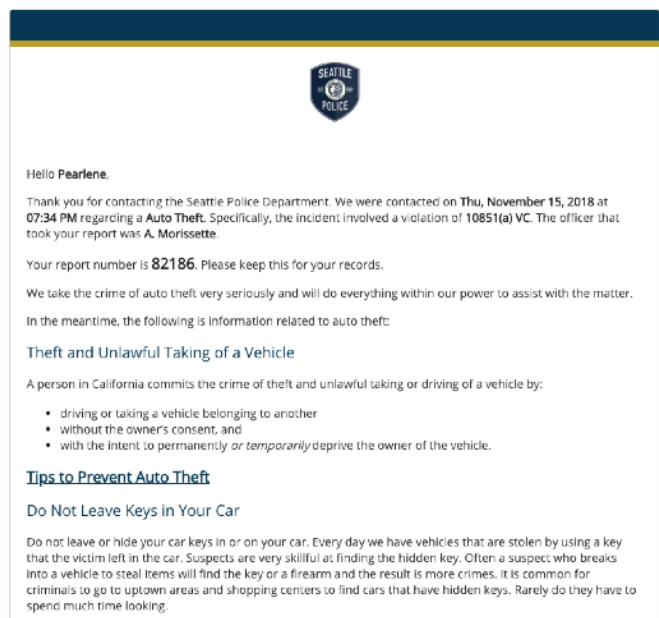 SEATTLE
POLICE
Hello Pearlene,
Thank you for contacting the Seattle Police Department. We were contacted on Thu, November 15, 2018 at
07:34 PM regarding a Auto Theft. Specifically, the incident involved a violation of 10851(a) VC. The officer that
took your report was A. Morissette.
Your report number is 82186. Please keep this for your records.
We take the crime of auto theft very seriously and will do everything within our power to assist with the matter.
In the meantime, the following is information related to auto theft:
Theft and Unlawful Taking of a Vehicle
A person in California commits the crime of theft and unlawful taking or driving of a vehicle by:
• driving or taking a vehicle belonging to another
• without the owner's consent, and
• with the intent to permanently or temporarily deprive the owner of the vehicle.
Tips to Prevent Auto Theft
Do Not Leave Keys in Your Car
Do not leave or hide your car keys in or on your car. Every day we have vehicles that are stolen by using a key
that the victim left in the car. Suspects are very skillful at finding the hidden key. Often a suspect who breaks
into a vehicle to steal items will find the key or a firearm and the result is more crimes. It is common for
criminals to go to uptown areas and shopping centers to find cars that have hidden keys. Rarely do they have to
spend much time looking.